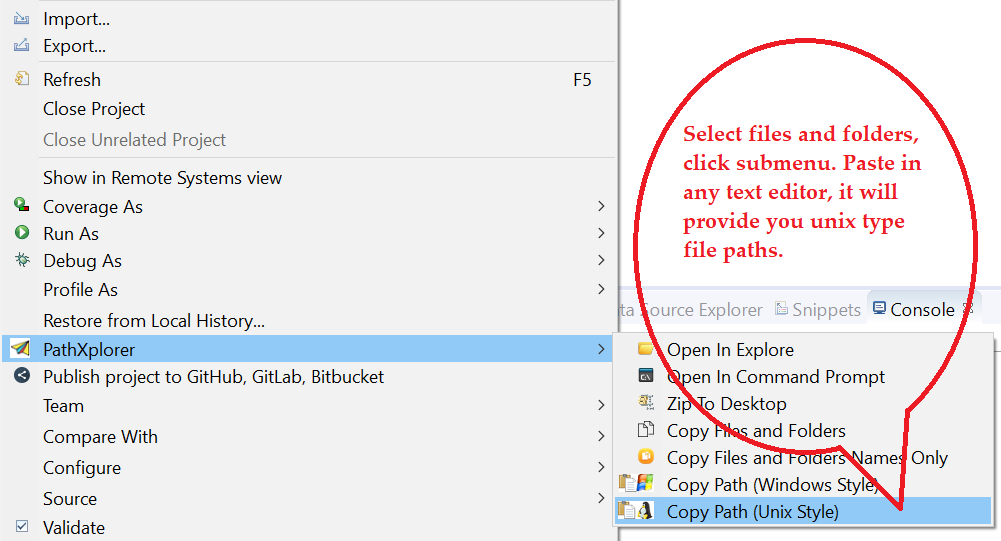 Import...
Export...
Refresh F5
Close Project
Close Unrelated Project
Show in Remote Systems view
Coverage As
Run As
Debug As
Profile As
Restore from Local History...
PathXplorer
Publish project to GitHub, GitLab, Bitbucket
Team
Compare With
Configure
Source
Validate
Select files and folders,
click submenu. Paste in
any text editor, it will
provide you unix type
file paths.
ta Source Explorer Snippets Console
Open In Explore
Open In Command Prompt
Zip To Desktop
Copy Files and Folders
Copy Files and Folders Names Only
Copy Path (Windows Style)
Copy Path (Unix Style)